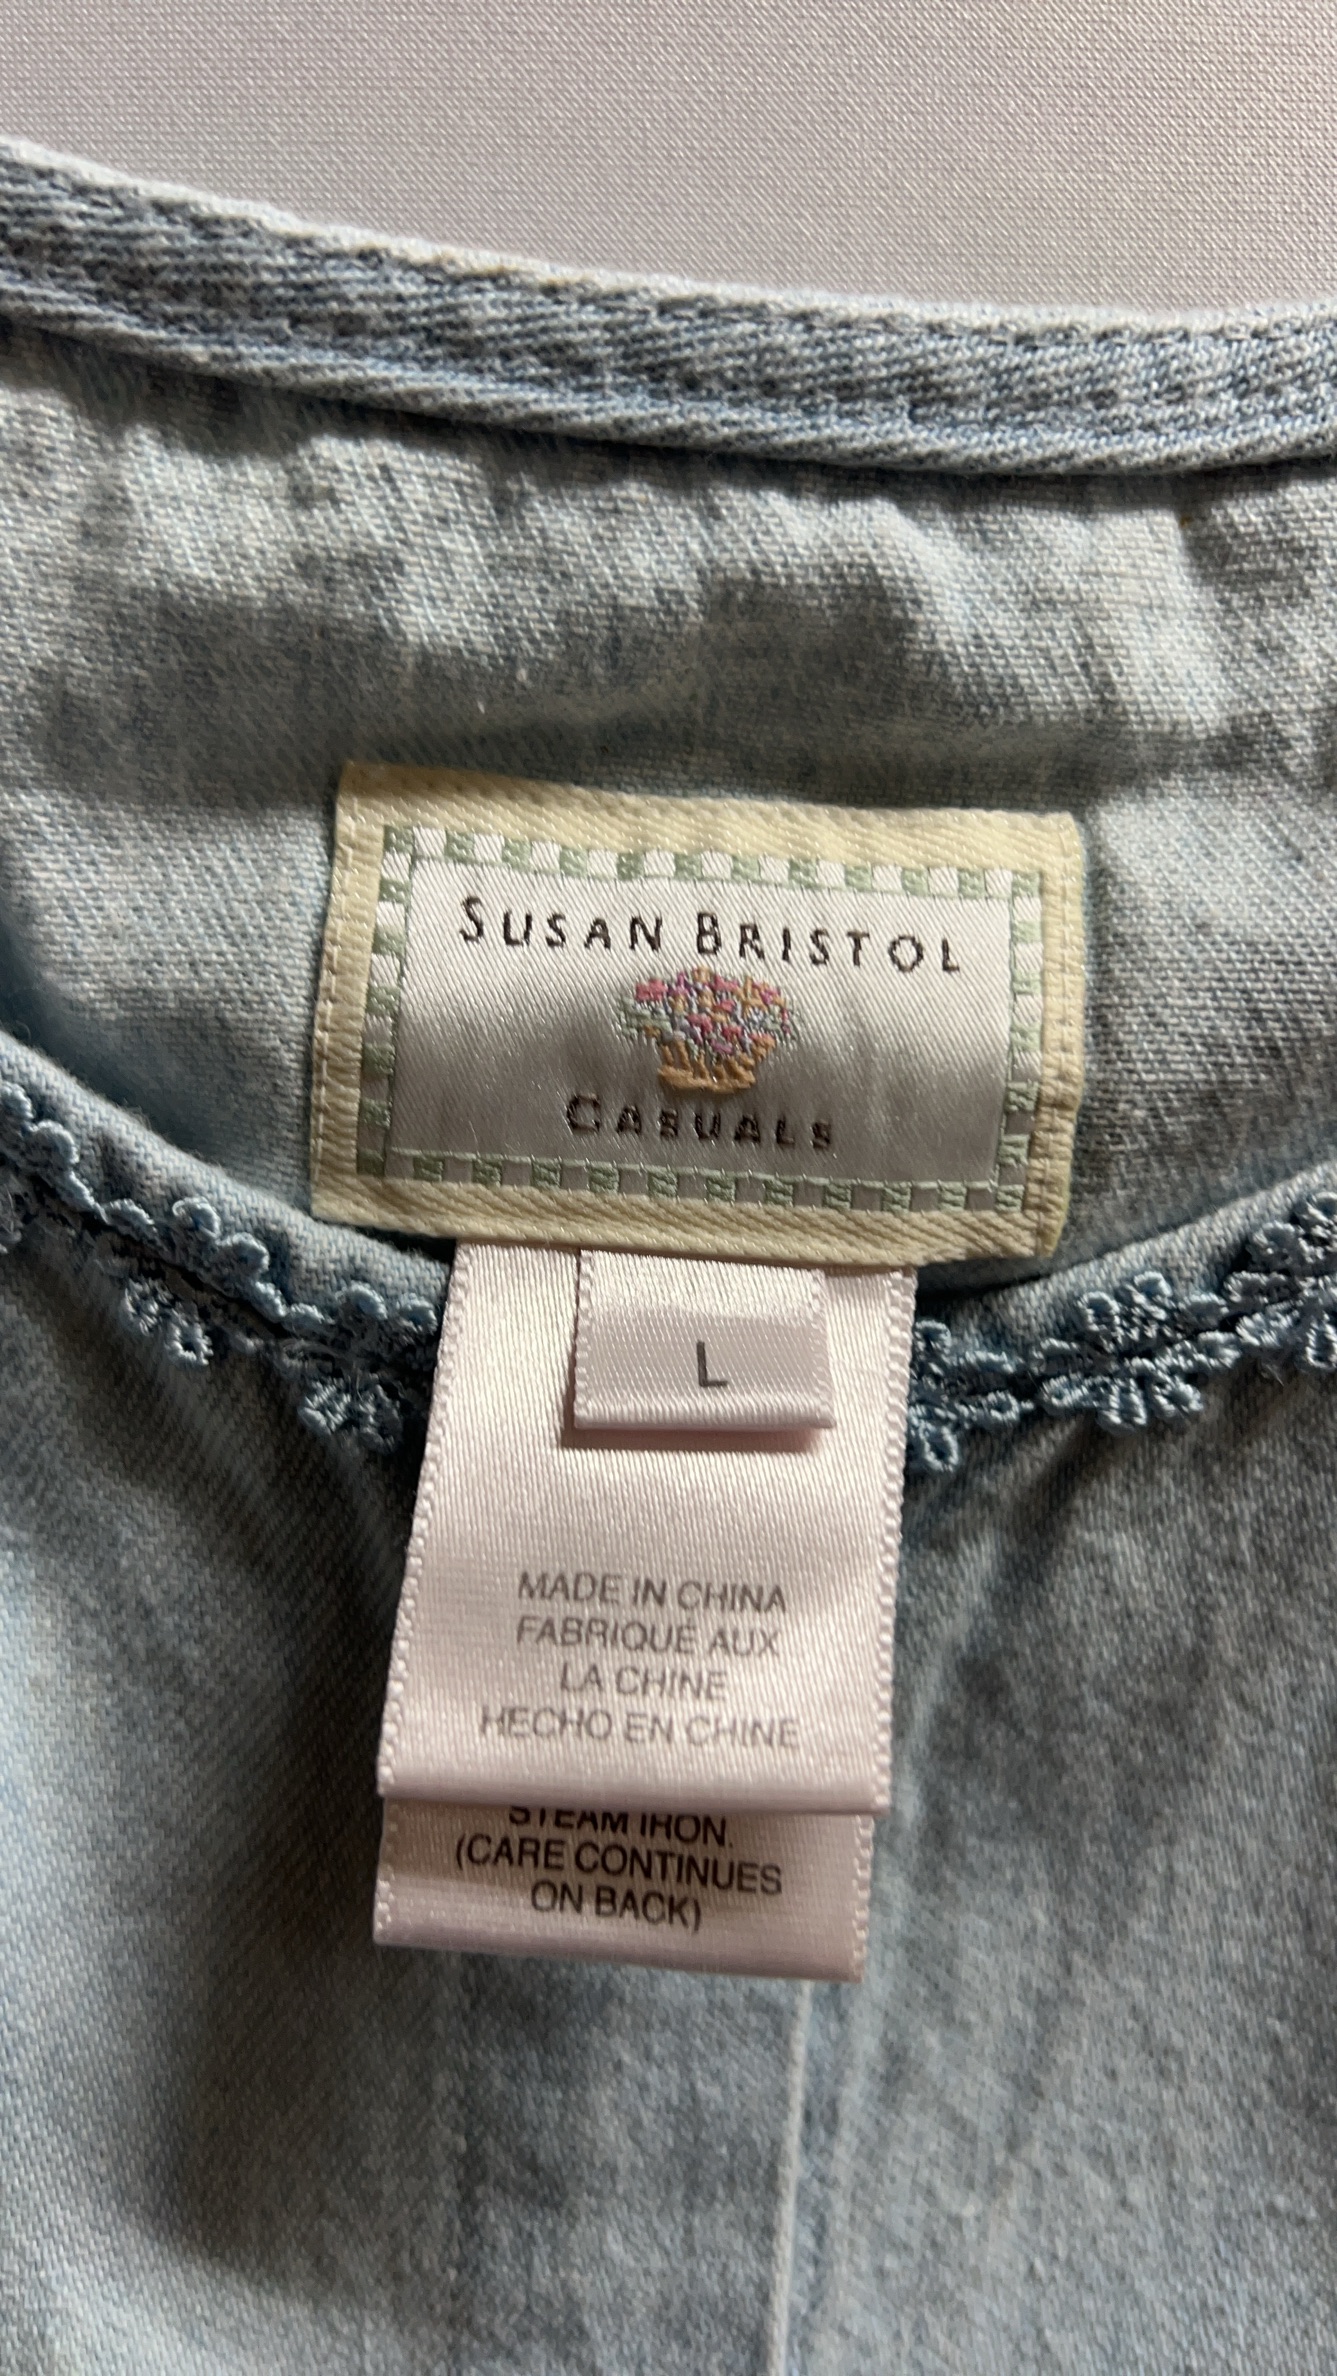 SUSAN BRISTOL
CASUALS
L
MADE IN CHINA
FABRIQUÉ AUX
LA CHINE
HECHO EN CHINE
STEAM IRON.
(CARE CONTINUES
ON BACK)